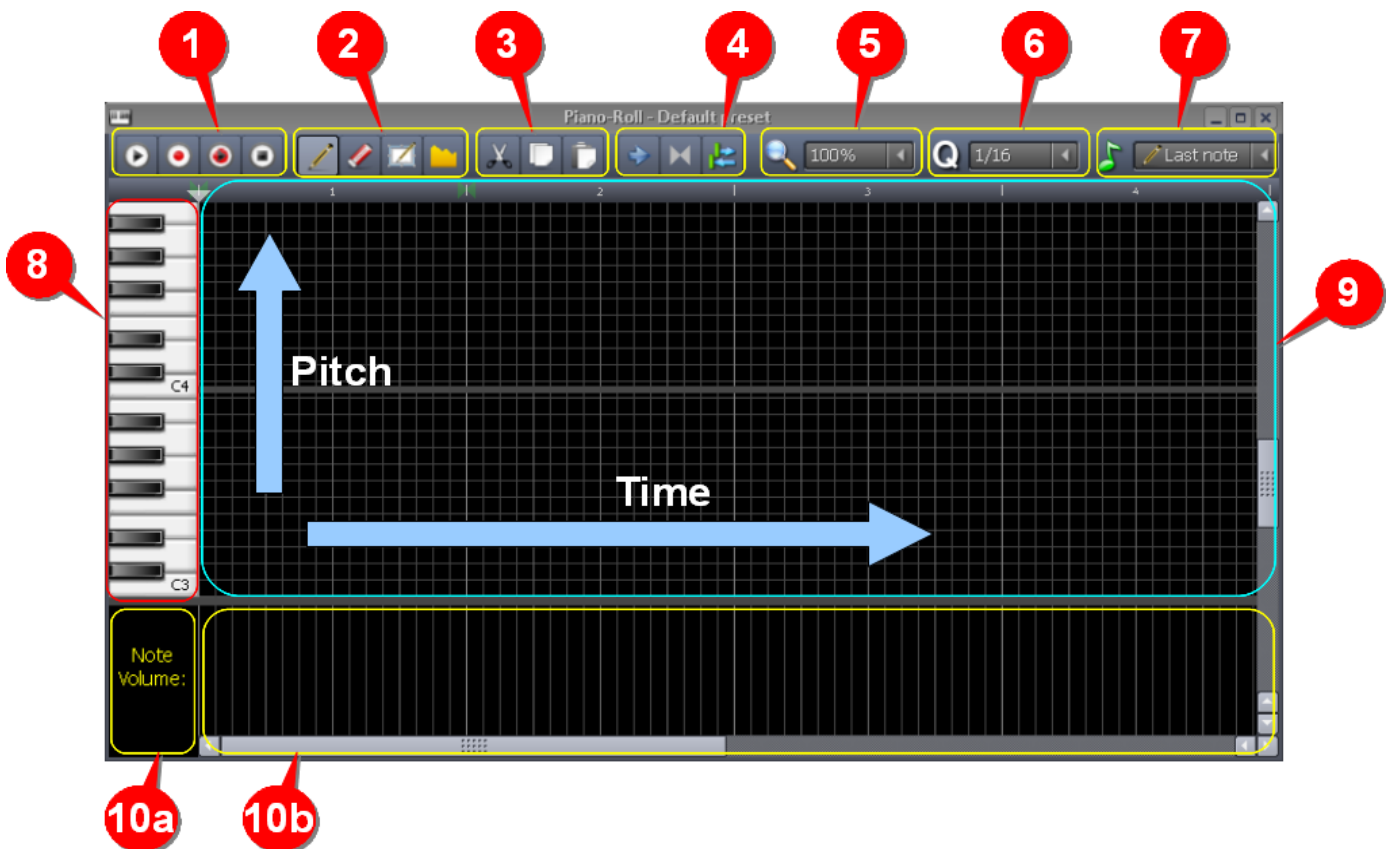 1 2 3 4 5 6 7
Piano-Roll - Default preset
100% Q 1/16 Last note
1 2 3 4
8
9
Pitch
C4
Time
C3
Note
Volume:
10a 10b